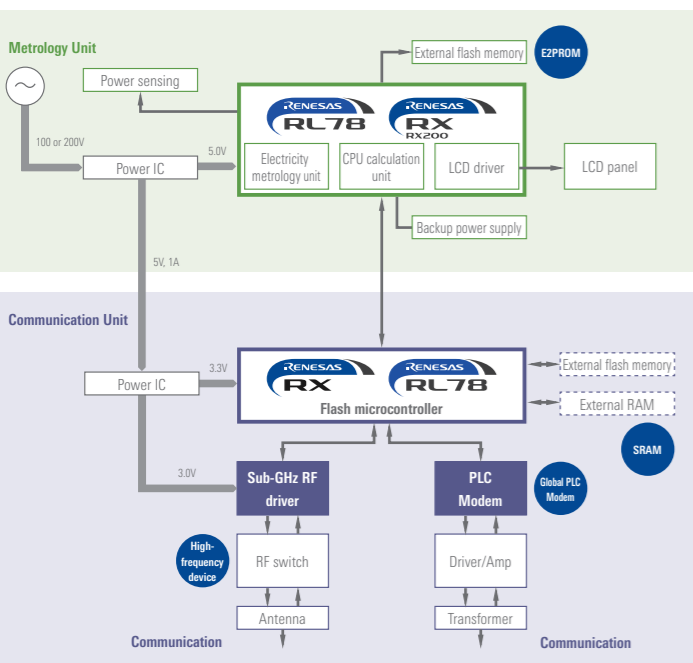 Metrology Unit
External flash memory
E2PROM
Power sensing
RENESAS
RL78
RENESAS
RX
RX200
100 or 200V
Power IC
5.0V
Electricity
metrology unit
CPU calculation
unit
LCD driver
LCD panel
Backup power supply
5V, 1A
Communication Unit
Power IC
3.3V
RENESAS
RX
RENESAS
RL78
Flash microcontroller
External flash memory
External RAM
SRAM
3.0V
Sub-GHz RF
driver
PLC
Modem
Global PLC
Modem
High-
frequency
device
RF switch
Driver/Amp
Antenna
Transformer
Communication
Communication